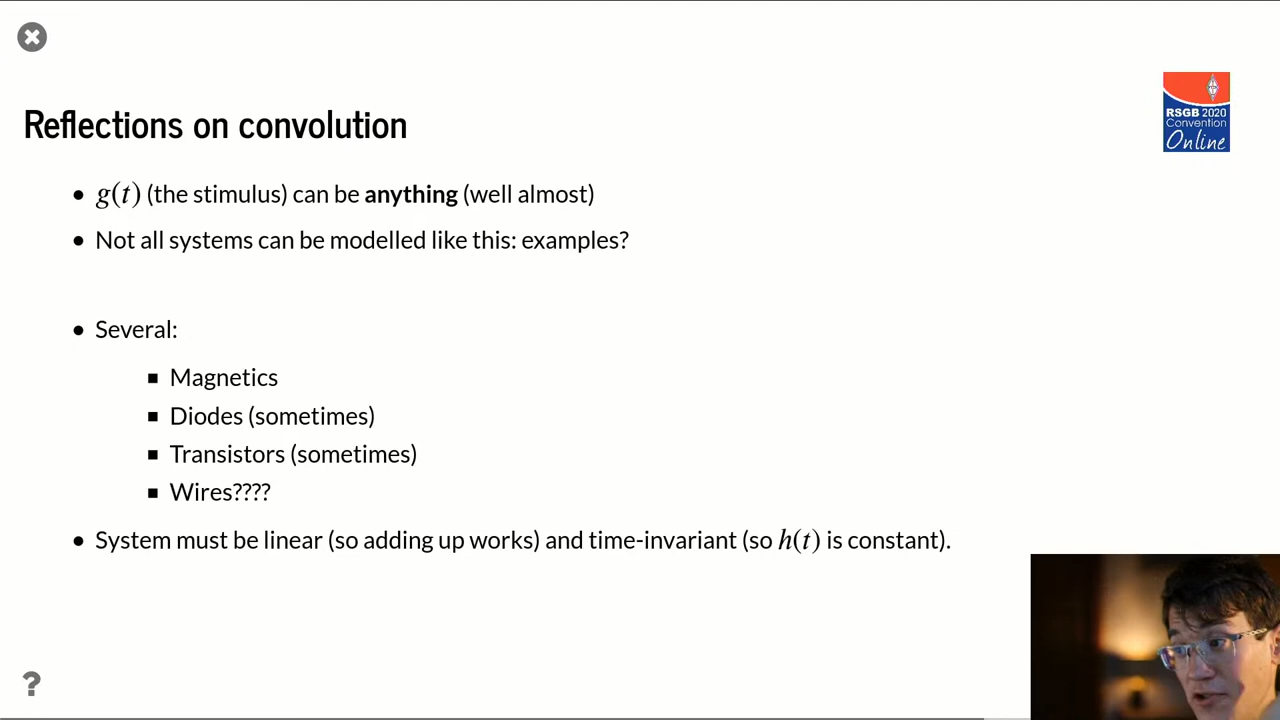 RSGB 2020
Convention
Online
Reflections on convolution
• g(t) (the stimulus) can be anything (well almost)
• Not all systems can be modelled like this: examples?
• Several:
▪ Magnetics
▪ Diodes (sometimes)
▪ Transistors (sometimes)
▪ Wires????
• System must be linear (so adding up works) and time-invariant (so h(t) is constant).
?